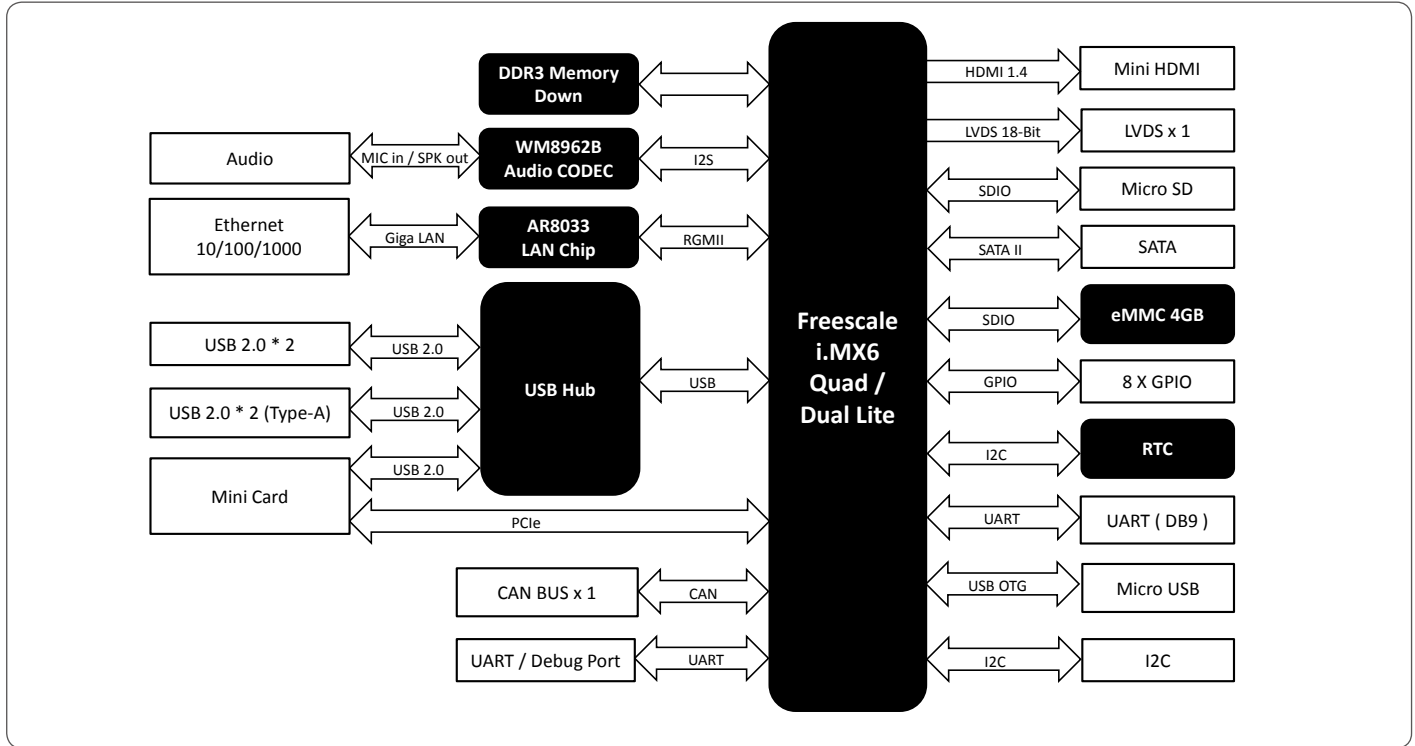 DDR3 Memory
Down
Audio
MIC in / SPK out
WM8962B
Audio CODEC
I2S
Ethernet
10/100/1000
Giga LAN
AR8033
LAN Chip
RGMII
USB 2.0 * 2
USB 2.0
USB 2.0 * 2 (Type-A)
USB 2.0
Mini Card
USB 2.0
USB Hub
USB
PCIe
CAN BUS x 1
CAN
UART / Debug Port
UART
Freescale
i.MX6
Quad /
Dual Lite
HDMI 1.4
Mini HDMI
LVDS 18-Bit
LVDS x 1
SDIO
Micro SD
SATA II
SATA
SDIO
eMMC 4GB
GPIO
8 X GPIO
I2C
RTC
UART
UART ( DB9 )
USB OTG
Micro USB
I2C
I2C